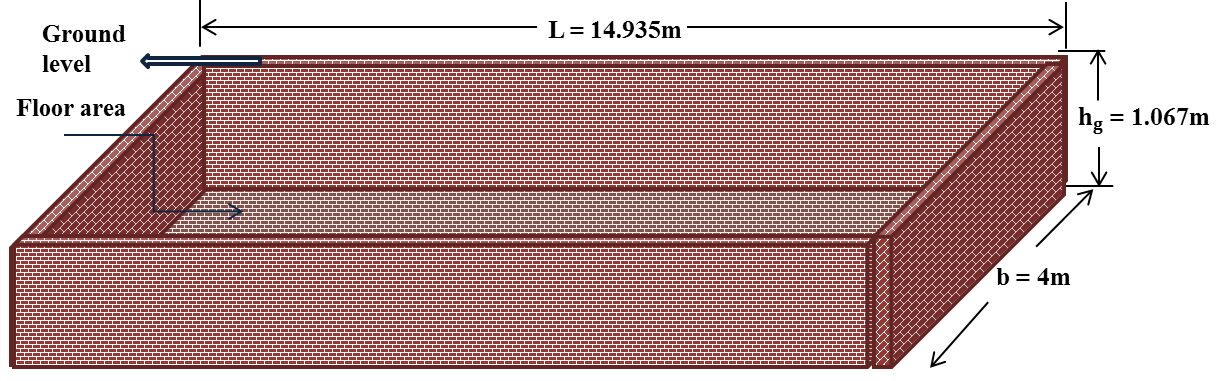 L = 14.935m
Ground
level
Floor area
hg = 1.067m
b = 4m